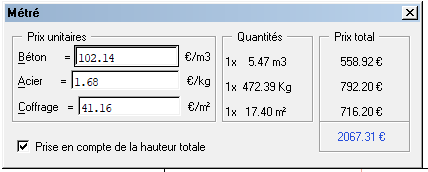 Métré
Prix unitaires Quantités Prix total
Béton = 102.14 €/m3 1x 5.47 m3 558.92 €
Acier = 1.68 €/kg 1x 472.39 Kg 792.20 €
Coffrage = 41.16 €/m² 1x 17.40 m² 716.20 €
2067.31 €
Prise en compte de la hauteur totale